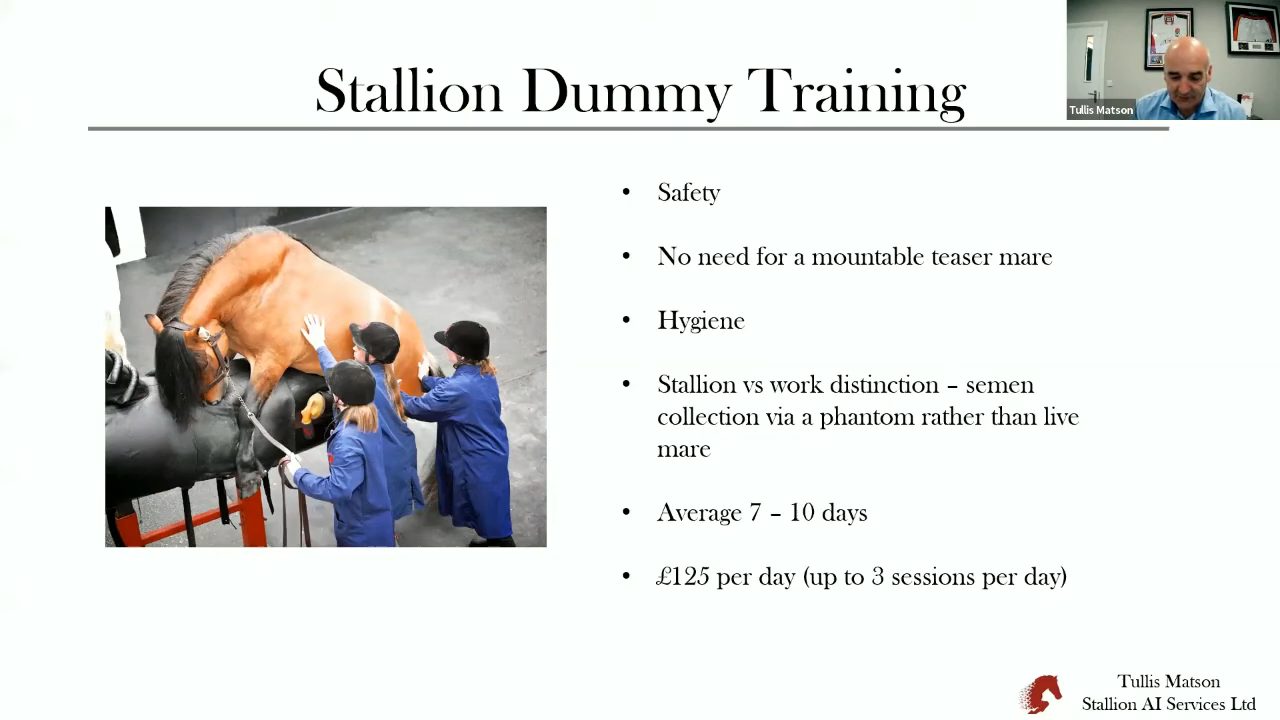 Stallion Dummy Training
Tullis Matson
• Safety
• No need for a mountable teaser mare
• Hygiene
• Stallion vs work distinction – semen
collection via a phantom rather than live
mare
• Average 7 – 10 days
• £125 per day (up to 3 sessions per day)
Tullis Matson
Stallion AI Services Ltd